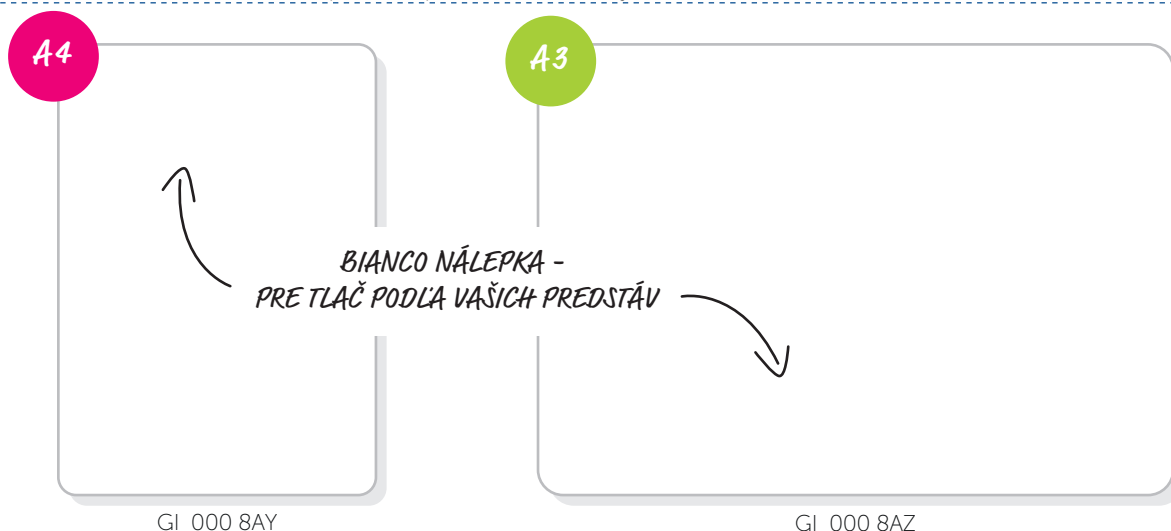 A4
A3
BIANCO NÁLEPKA -
PRE TLAČ PODĽA VAŠICH PREDSTÁV
GI 000 8AY
GI 000 8AZ